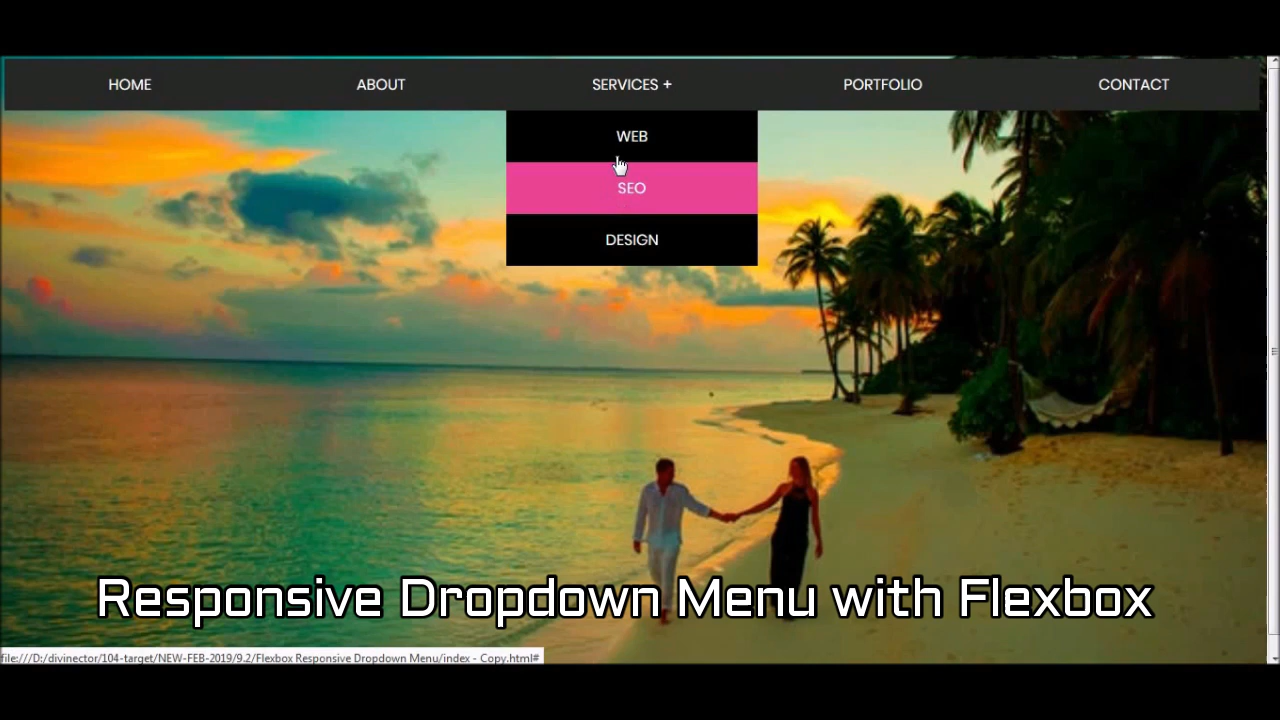 HOME ABOUT SERVICES + PORTFOLIO CONTACT
WEB
SEO
DESIGN
Responsive Dropdown Menu with Flexbox
file:///D:/divinector/104-target/NEW-FEB-2019/9.2/Flexbox Responsive Dropdown Menu/index - Copy.html#